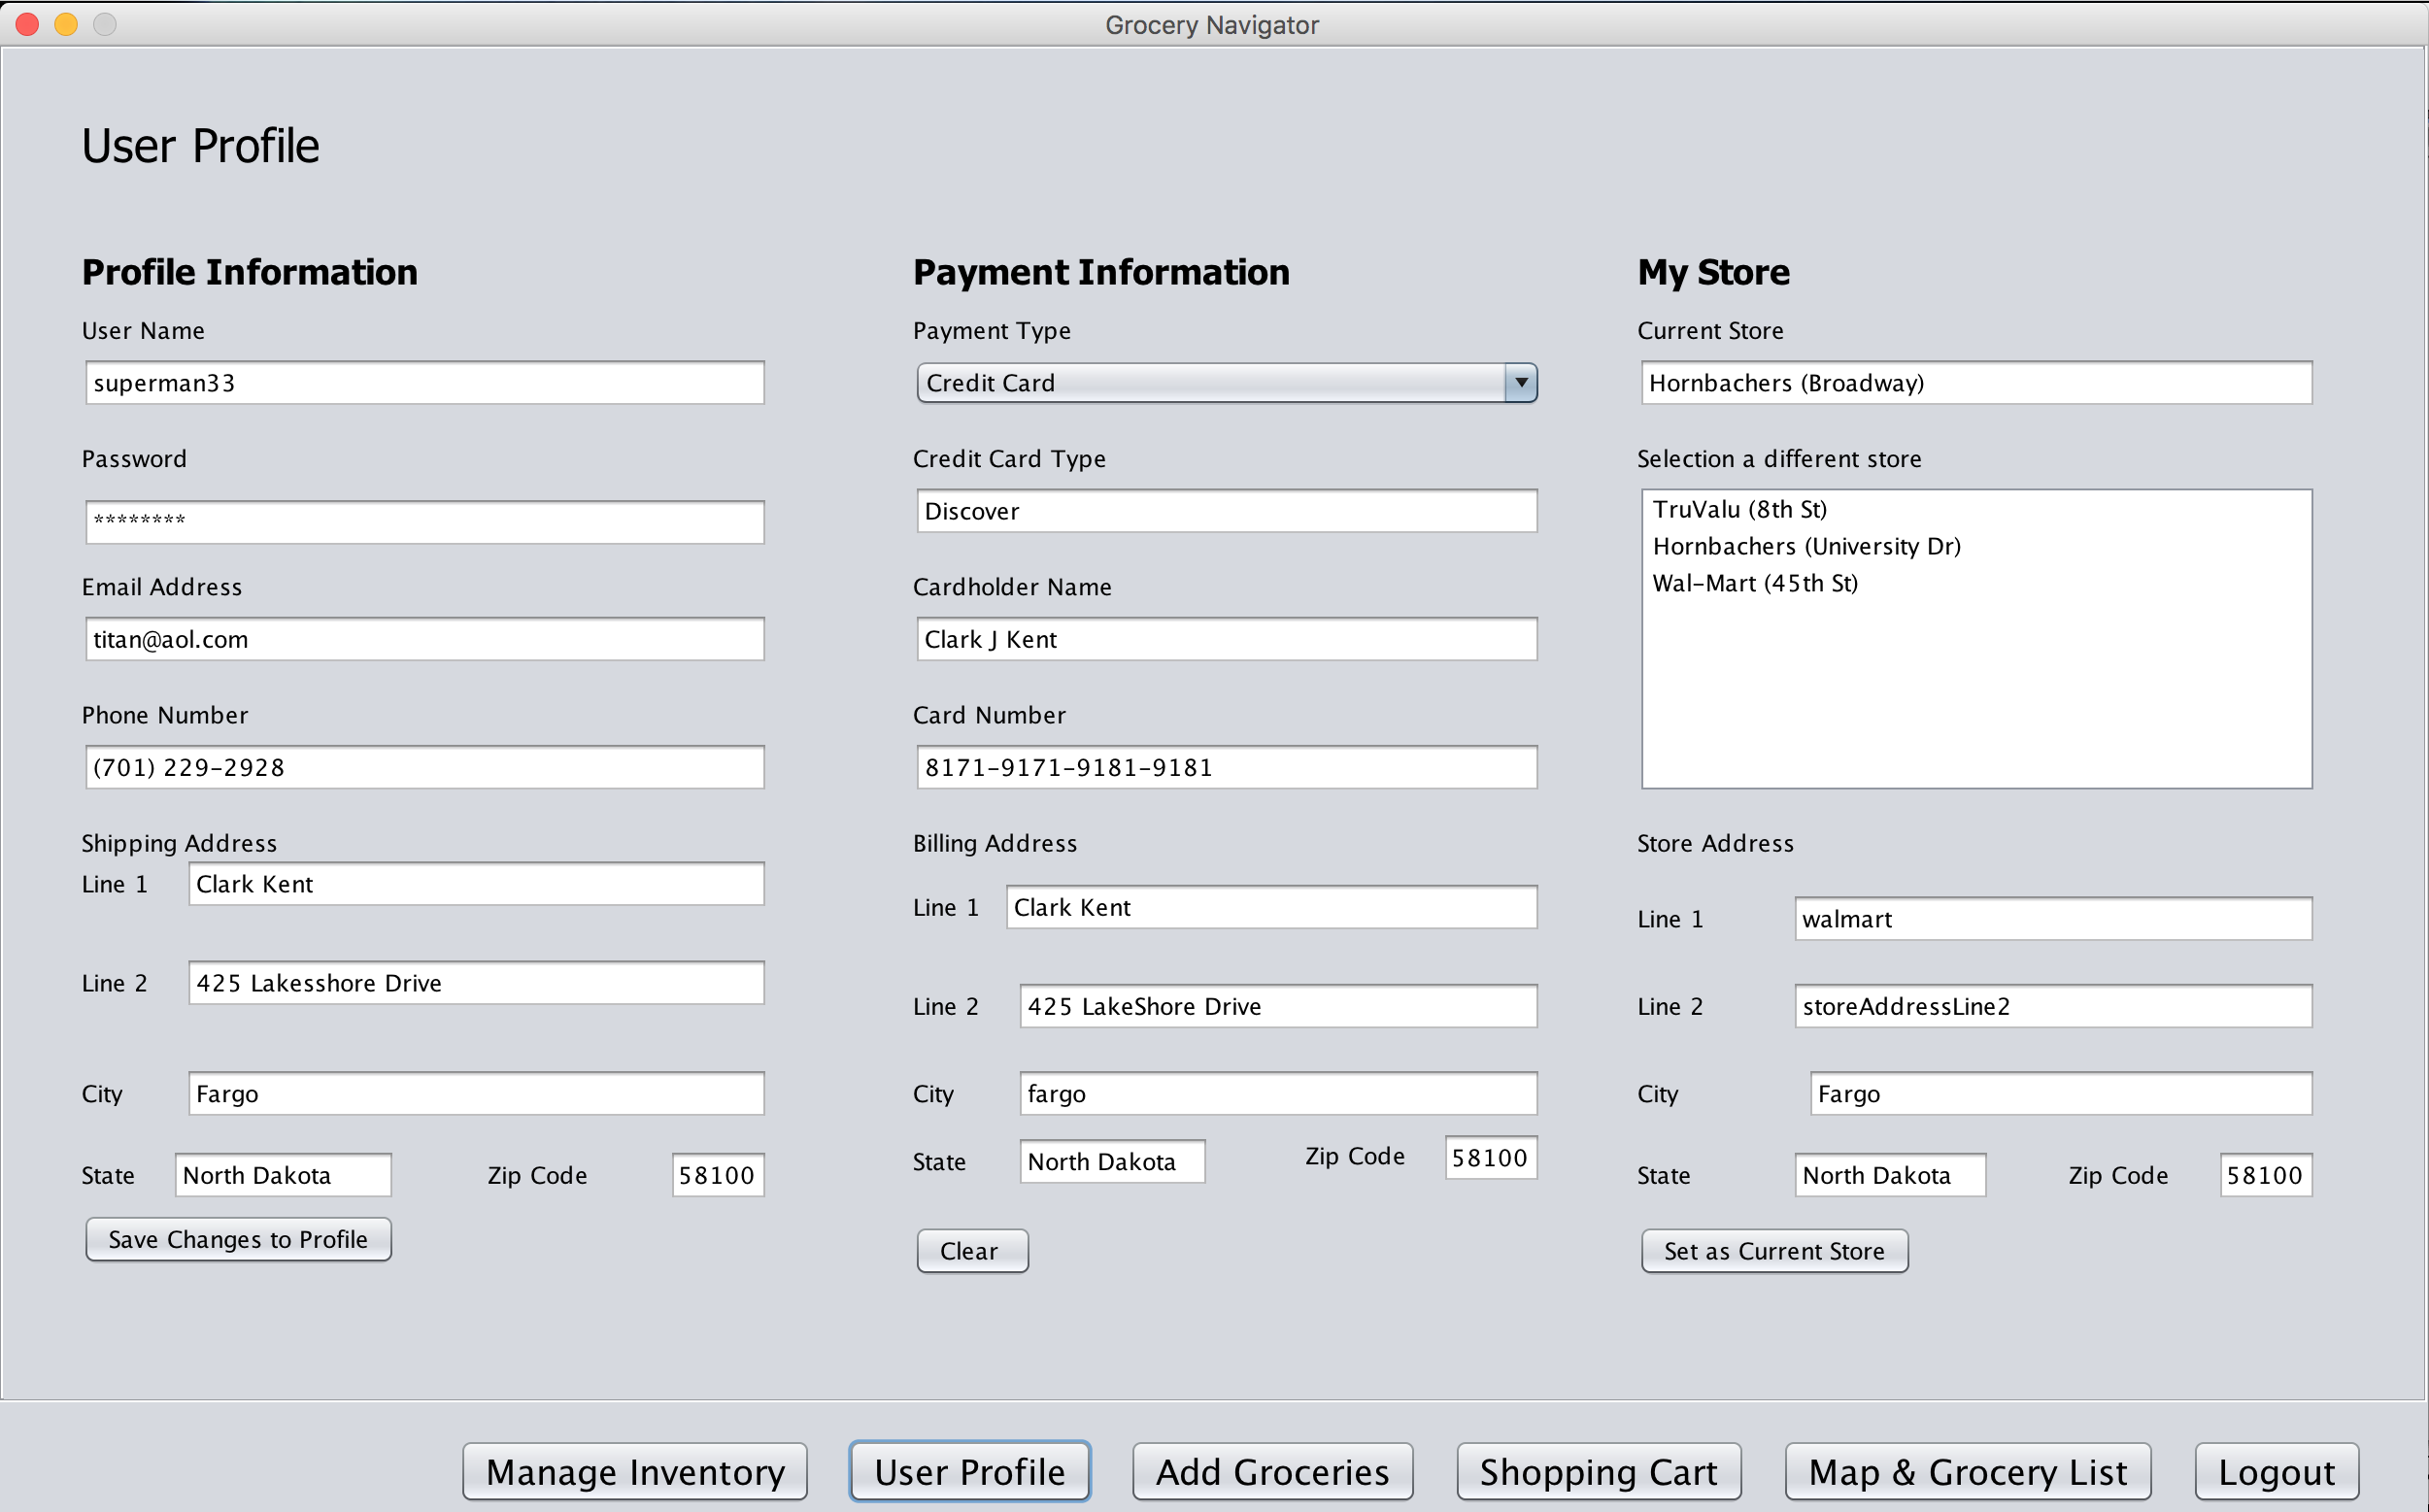 Grocery Navigator
User Profile
Profile Information
User Name
superman33
Password
********
Email Address
titan@aol.com
Phone Number
(701) 229-2928
Shipping Address
Line 1 Clark Kent
Line 2 425 Lakesshore Drive
City Fargo
State North Dakota Zip Code 58100
Save Changes to Profile
Payment Information
Payment Type
Credit Card
Credit Card Type
Discover
Cardholder Name
Clark J Kent
Card Number
8171-9171-9181-9181
Billing Address
Line 1 Clark Kent
Line 2 425 LakeShore Drive
City fargo
State North Dakota Zip Code 58100
Clear
My Store
Current Store
Hornbachers (Broadway)
Selection a different store
TruValu (8th St)
Hornbachers (University Dr)
Wal-Mart (45th St)
Store Address
Line 1 walmart
Line 2 storeAddressLine2
City Fargo
State North Dakota Zip Code 58100
Set as Current Store
Manage Inventory User Profile Add Groceries Shopping Cart Map & Grocery List Logout